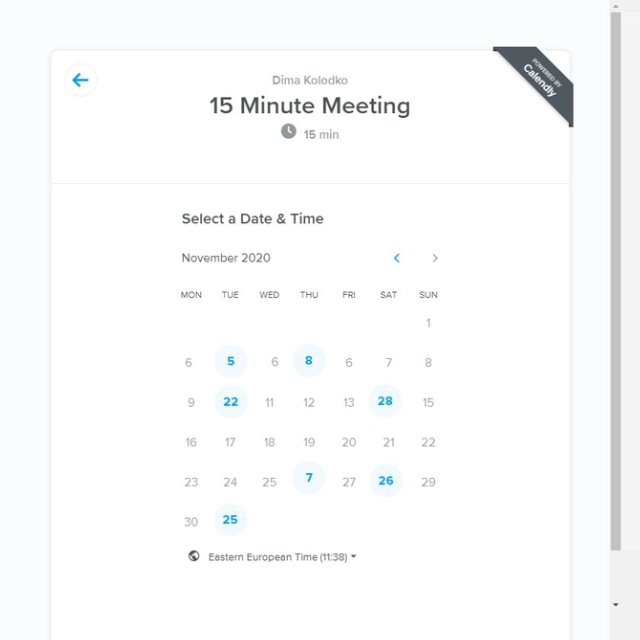 POWERED BY
Calendly
Dima Kolodko
15 Minute Meeting
15 min
Select a Date & Time
November 2020
MON TUE WED THU FRI SAT SUN
1
6 5 6 8 6 7 8
9 22 11 12 13 28 15
16 17 18 19 20 21 22
23 24 25 7 27 26 29
30 25
Eastern European Time (11:38)